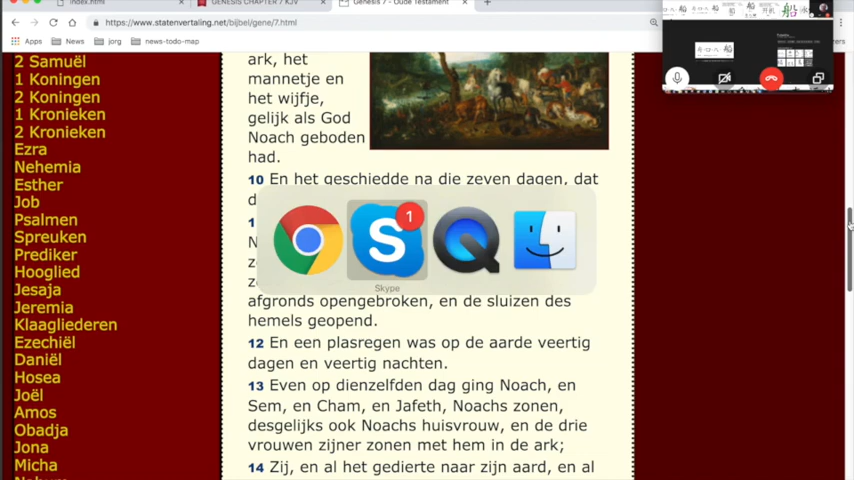 index.html
GENESIS CHAPTER 7 KJV
Genesis 7 - Oude Testament
https://www.statenvertaling.net/bijbel/gene/7.html
Apps
News
jorg
news-todo-map
2 Samuël
1 Koningen
2 Koningen
1 Kronieken
2 Kronieken
Ezra
Nehemia
Esther
Job
Psalmen
Spreuken
Prediker
Hooglied
Jesaja
Jeremia
Klaagliederen
Ezechiël
Daniël
Hosea
Joël
Amos
Obadja
Jona
Micha
ark, het
mannetje en
het wijfje,
gelijk als God
Noach geboden
had.
10 En het geschiedde na die zeven dagen, dat
1
Skype
afgronds opengebroken, en de sluizen des
hemels geopend.
12 En een plasregen was op de aarde veertig
dagen en veertig nachten.
13 Even op dienzelfden dag ging Noach, en
Sem, en Cham, en Jafeth, Noachs zonen,
desgelijks ook Noachs huisvrouw, en de drie
vrouwen zijner zonen met hem in de ark;
14 Zij, en al het gedierte naar zijn aard, en al
船